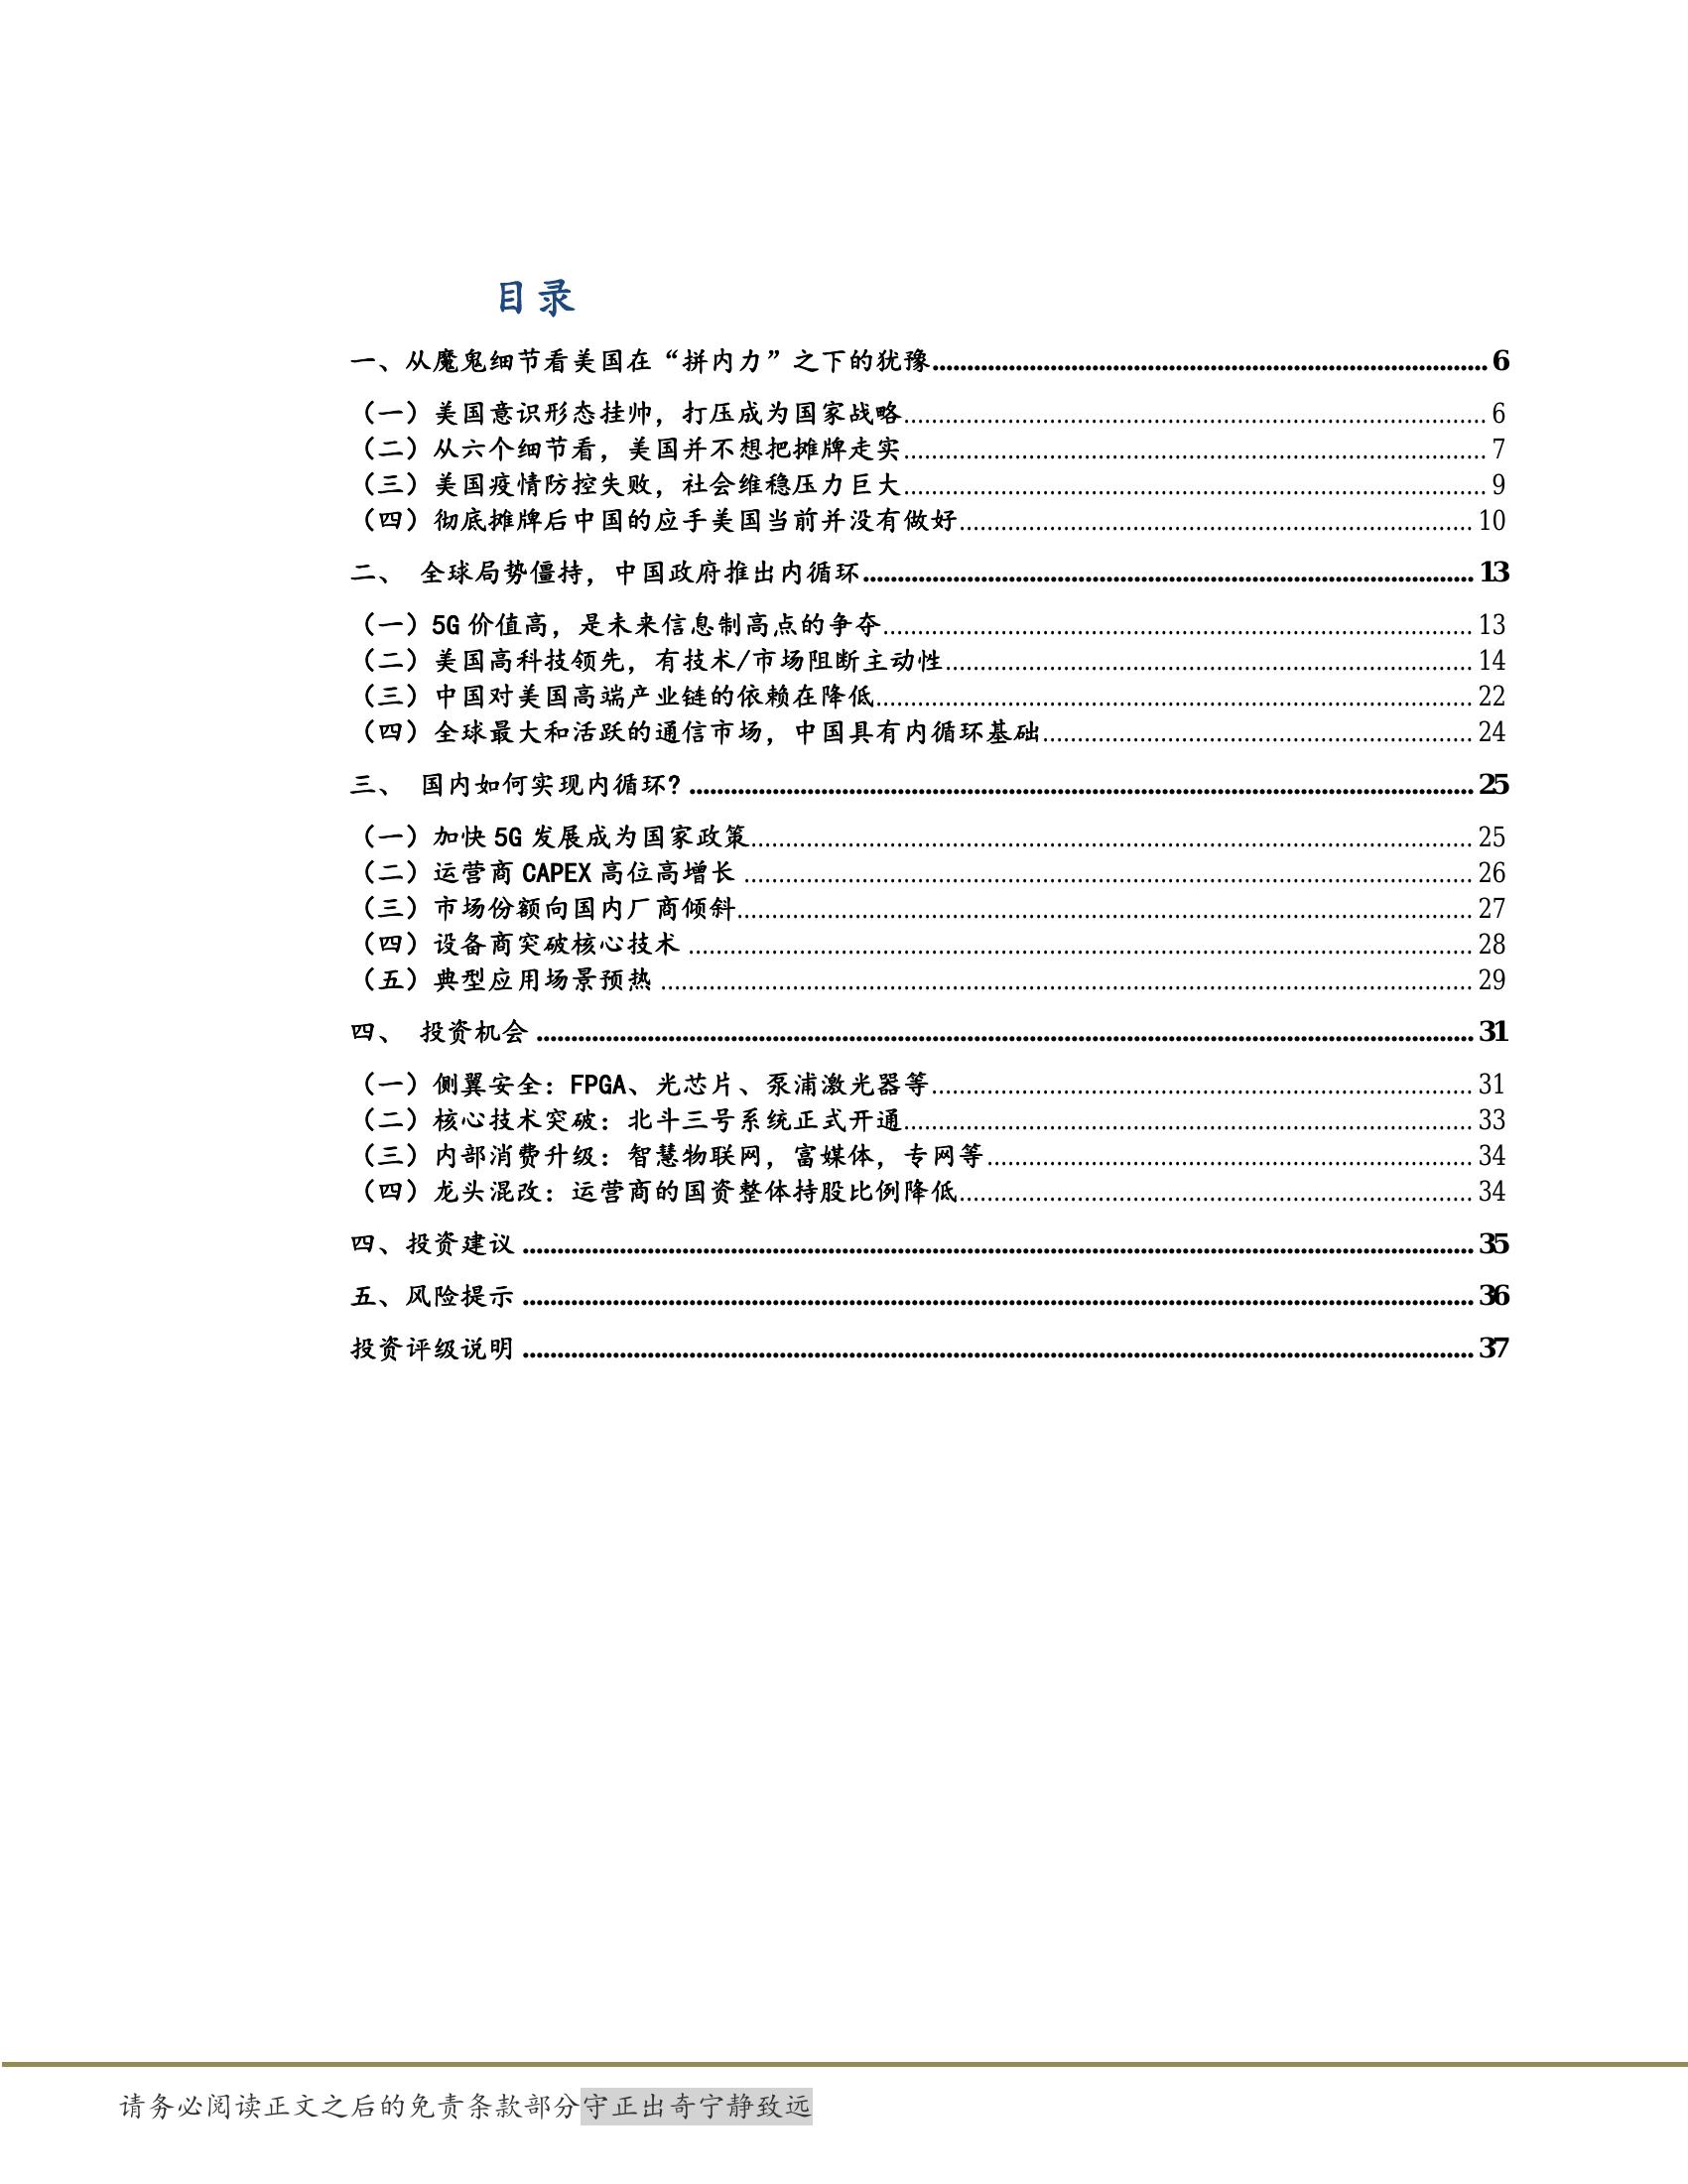 目录
一、从魔鬼细节看美国在“拼内力”之下的犹豫 6
（一）美国意识形态挂帅，打压成为国家战略 6
（二）从六个细节看，美国并不想把摊牌走实 7
（三）美国疫情防控失败，社会维稳压力巨大 9
（四）彻底摊牌后中国的应手美国当前并没有做好 10
二、 全球局势僵持，中国政府推出内循环 13
（一）5G 价值高，是未来信息制高点的争夺 13
（二）美国高科技领先，有技术/市场阻断主动性 14
（三）中国对美国高端产业链的依赖在降低 22
（四）全球最大和活跃的通信市场，中国具有内循环基础 24
三、 国内如何实现内循环? 25
（一）加快 5G 发展成为国家政策 25
（二）运营商 CAPEX 高位高增长 26
（三）市场份额向国内厂商倾斜 27
（四）设备商突破核心技术 28
（五）典型应用场景预热 29
四、 投资机会 31
（一）侧翼安全：FPGA、光芯片、泵浦激光器等 31
（二）核心技术突破：北斗三号系统正式开通 33
（三）内部消费升级：智慧物联网，富媒体，专网等 34
（四）龙头混改：运营商的国资整体持股比例降低 34
四、投资建议 35
五、风险提示 36
投资评级说明 37
请务必阅读正文之后的免责条款部分守正出奇宁静致远